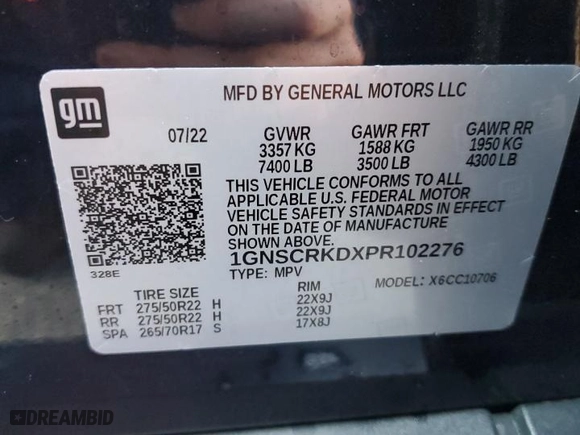 gm
MFD BY GENERAL MOTORS LLC
07/22 GVWR GAWR FRT GAWR RR
3357 KG 1588 KG 1950 KG
7400 LB 3500 LB 4300 LB
THIS VEHICLE CONFORMS TO ALL
APPLICABLE U.S. FEDERAL MOTOR
VEHICLE SAFETY STANDARDS IN EFFECT
ON THE DATE OF MANUFACTURE
SHOWN ABOVE.
1GNSCRKDXPR102276
328E
TYPE: MPV MODEL: X6CC10706
TIRE SIZE RIM
FRT 275/50R22 H 22X9J
RR 275/50R22 H 22X9J
SPA 265/70R17 S 17X8J
DREAMBID